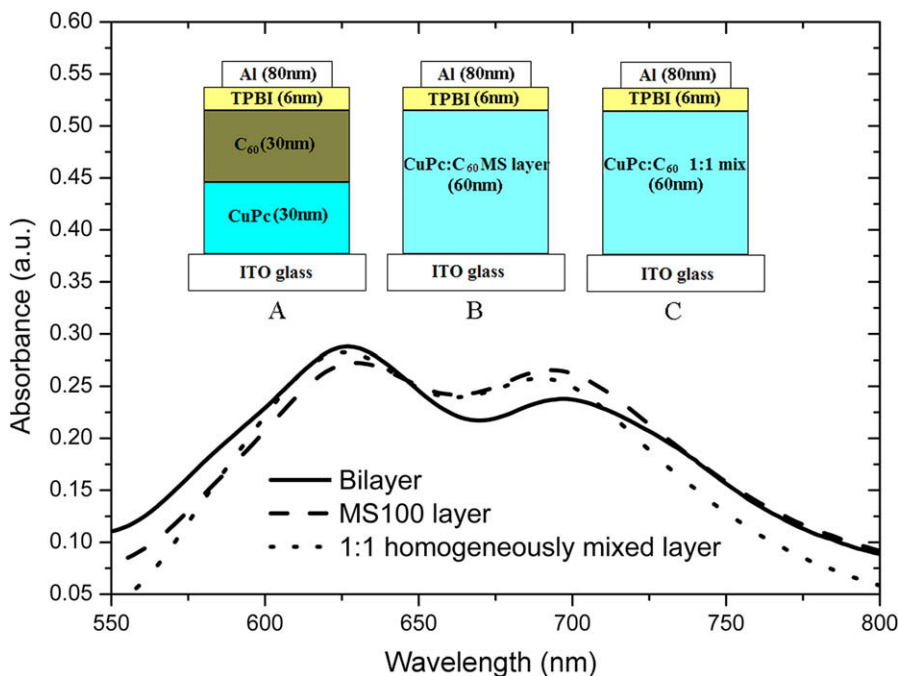 0.60
0.55
0.50
0.45
0.40
0.35
0.30
0.25
0.20
0.15
0.10
0.05
Absorbance (a.u.)
Al (80nm)
TPBI (6nm)
C60 (30nm)
CuPc (30nm)
ITO glass
A
Al (80nm)
TPBI (6nm)
CuPc:C60 MS layer
(60nm)
ITO glass
B
Al (80nm)
TPBI (6nm)
CuPc:C60 1:1 mix
(60nm)
ITO glass
C
Bilayer
MS100 layer
1:1 homogeneously mixed layer
550
600
650
700
750
800
Wavelength (nm)